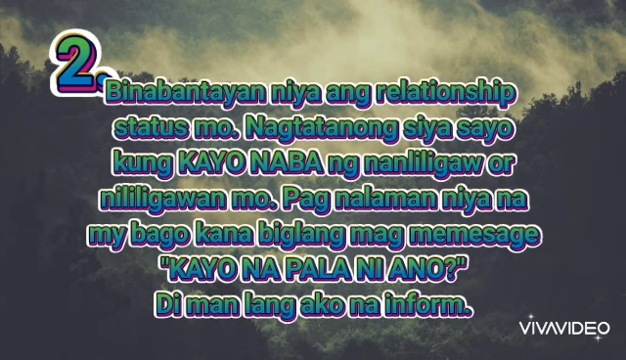 2.
Binabantayan niya ang relationship
status mo. Nagtatanong siya sayo
kung KAYO NABA ng nanliligaw or
nililigawan mo. Pag nalaman niya na
my bago kana biglang mag memesage
"KAYO NA PALA NI ANO?"
Di man lang ako na inform.
VIVAVIDEO